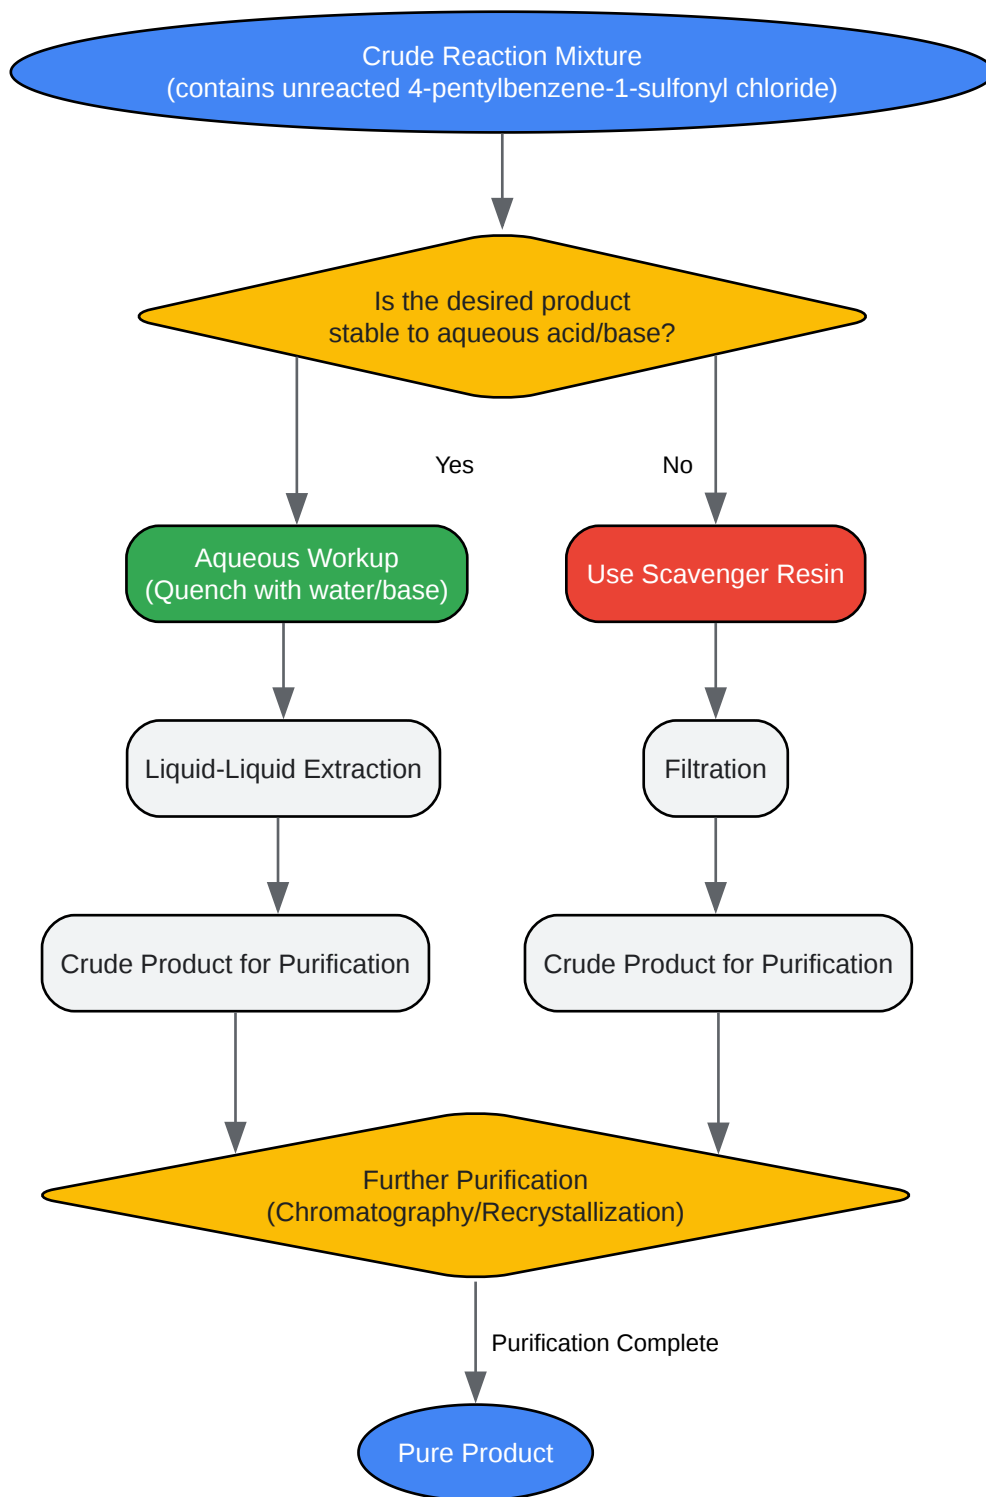 Crude Reaction Mixture
(contains unreacted 4-pentylbenzene-1-sulfonyl chloride)
Is the desired product
stable to aqueous acid/base?
Yes
No
Aqueous Workup
(Quench with water/base)
Use Scavenger Resin
Liquid-Liquid Extraction
Filtration
Crude Product for Purification
Crude Product for Purification
Further Purification
(Chromatography/Recrystallization)
Purification Complete
Pure Product